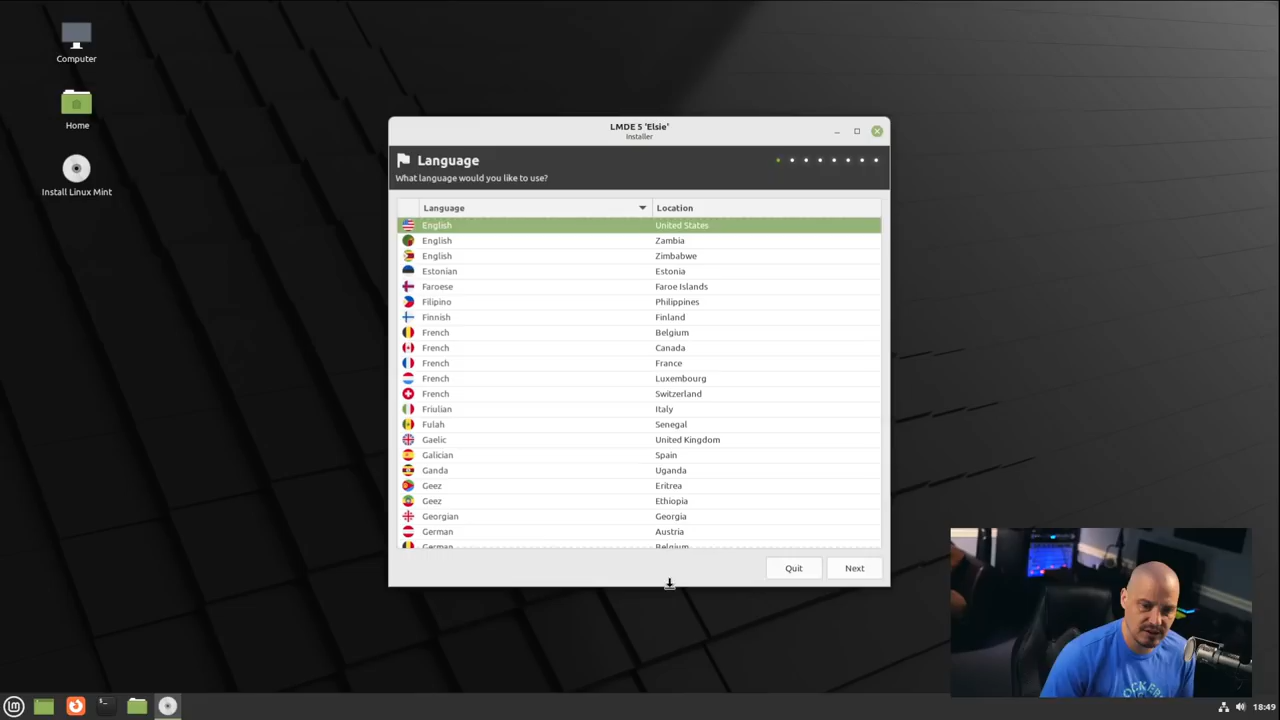 Computer
Home
Install Linux Mint
LMDE 5 'Elsie'
Installer
Language
What language would you like to use?
Language Location
English United States
English Zambia
English Zimbabwe
Estonian Estonia
Faroese Faroe Islands
Filipino Philippines
Finnish Finland
French Belgium
French Canada
French France
French Luxembourg
French Switzerland
Friulian Italy
Fulah Senegal
Gaelic United Kingdom
Galician Spain
Ganda Uganda
Geez Eritrea
Geez Ethiopia
Georgian Georgia
German Austria
German Belgium
Quit Next
18:49